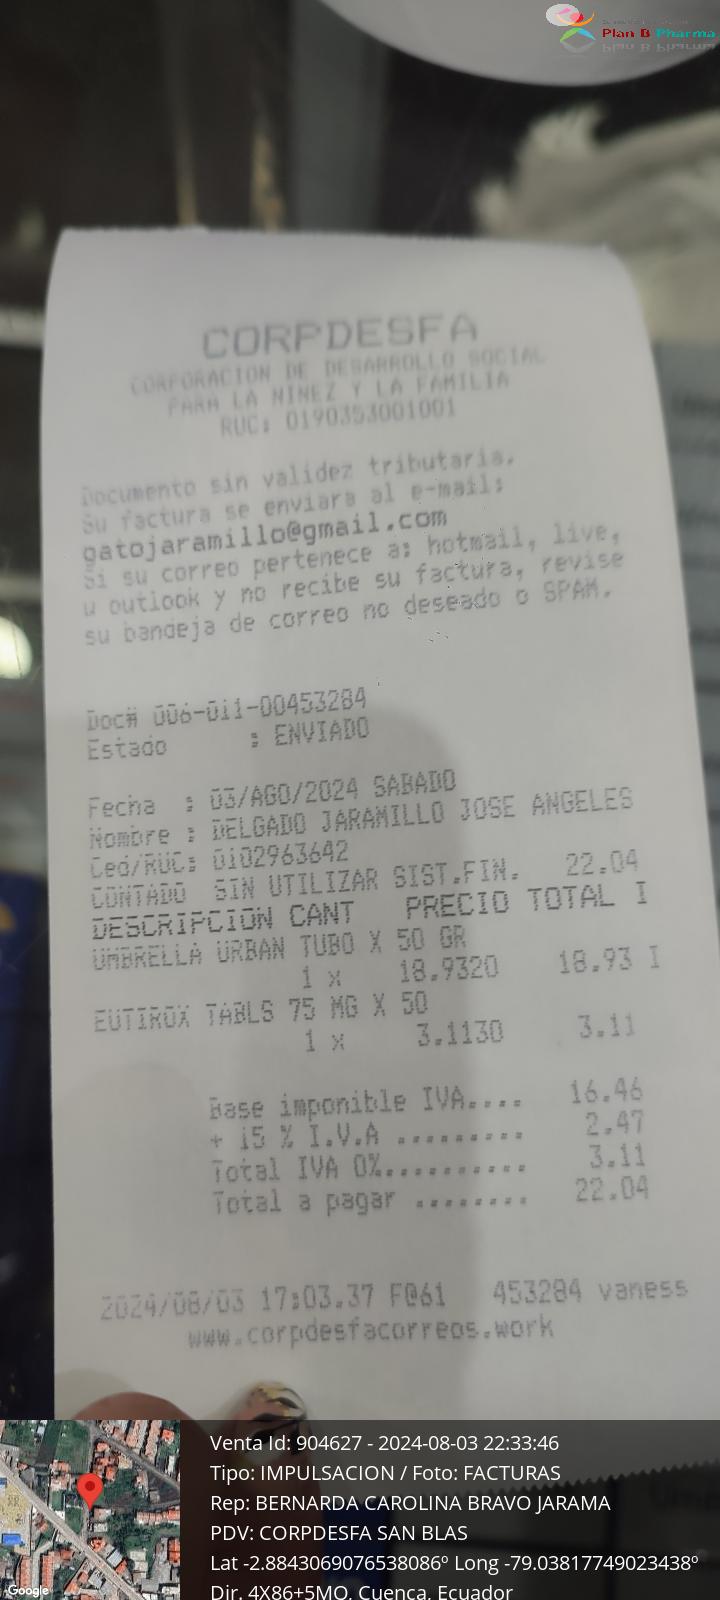 Plan B Pharma
CORPDESFA
CORPORACION DE DESARROLLO SOCIAL
PARA LA NINEZ Y LA FAMILIA
RUC: 0190353001001
Documento sin validez tributaria.
Su factura se enviara al e-mail:
gatojaramillo@gmail.com
Si su correo pertenece a: hotmail, live,
u outlook y no recibe su factura, revise
su bandeja de correo no deseado o SPAM.
Doc# 006-011-00453284
Estado : ENVIADO
Fecha : 03/AGO/2024 SABADO
Nombre : DELGADO JARAMILLO JOSE ANGELES
Ced/RUC: 0102963642
CONTADO SIN UTILIZAR SIST.FIN. 22.04
DESCRIPCION CANT PRECIO TOTAL I
UMBRELLA URBAN TUBO X 50 GR
1 x 18.9320 18.93 I
EUTIROX TABLS 75 MG X 50
1 x 3.1130 3.11
Base imponible IVA.... 16.46
+ 15 % I.V.A ......... 2.47
Total IVA 0%.......... 3.11
Total a pagar ........ 22.04
2024/08/03 17:03.37 F@61 453284 vaness
www.corpdesfacorreos.work
Venta Id: 904627 - 2024-08-03 22:33:46
Tipo: IMPULSACION / Foto: FACTURAS
Rep: BERNARDA CAROLINA BRAVO JARAMA
PDV: CORPDESFA SAN BLAS
Lat -2.8843069076538086º Long -79.03817749023438º
Dir. 4X86+5MQ, Cuenca, Ecuador
Google